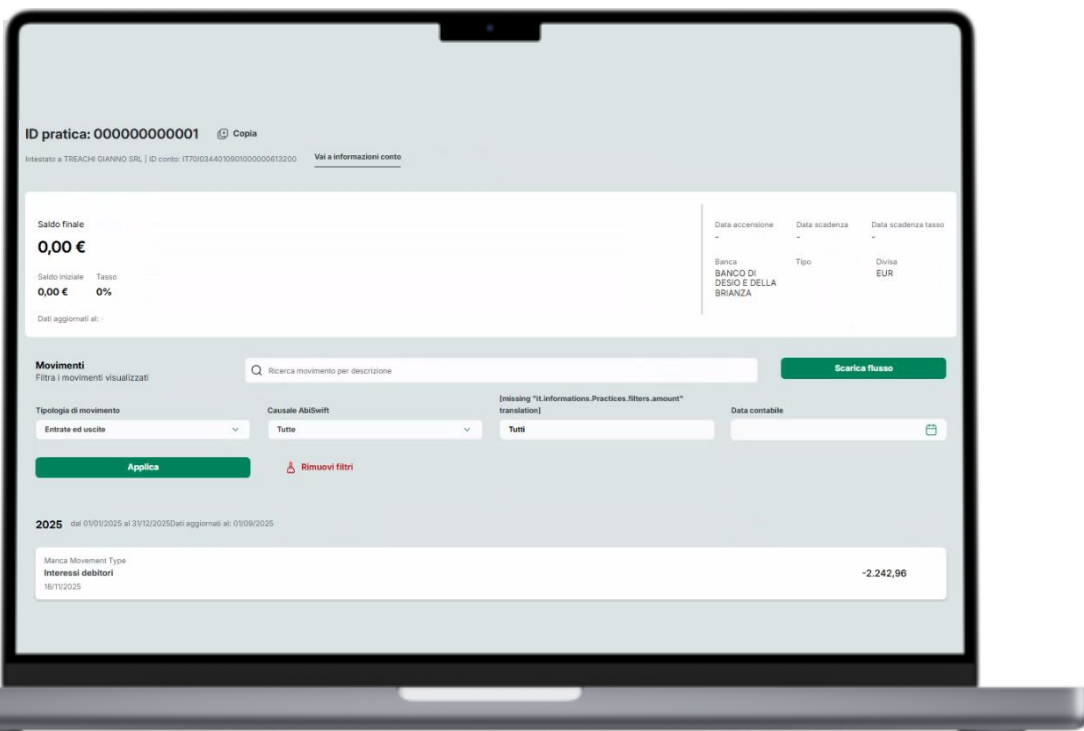 ID pratica: 000000000001 Copia
Intestato a TREACHI GIANNO SRL | ID conto: IT70I0344010901000000613200 Vai a informazioni conto
Saldo finale
0,00 €
Saldo iniziale Tasso
0,00 € 0%
Dati aggiornati al: -
Data accensione Data scadenza Data scadenza tasso
- - -
Banca Tipo Divisa
BANCO DI EUR
DESIO E DELLA
BRIANZA
Movimenti
Filtra i movimenti visualizzati
Ricerca movimento per descrizione
Scarica flusso
Tipologia di movimento Causale AbiSwift [missing "it.informations.Practices.filters.amount" translation] Data contabile
Entrate ed uscite Tutte Tutti
Applica Rimuovi filtri
2025 dal 01/01/2025 al 31/12/2025Dati aggiornati al: 01/09/2025
Manca Movement Type
Interessi debitori -2.242,96
18/11/2025